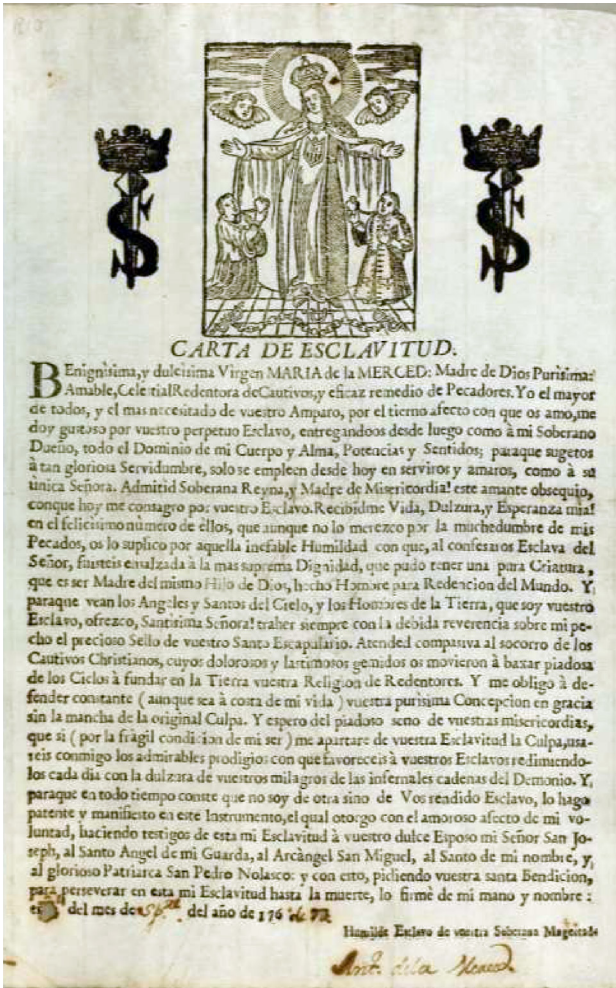 CARTA DE ESCLAVITUD.
BEnignisima, y dulcisima Virgen MARIA de la MERCED: Madre de Dios Purisima:
Amable, Celestial Redentora de Cautivos, y eficaz remedio de Pecadores. Yo el mayor
de todos, y el mas necesitado de vuestro Amparo, por el tierno afecto con que os amo, me
doy gustoso por vuestro perpetuo Esclavo, entregandoos desde luego como à mi Soberano
Dueño, todo el Dominio de mi Cuerpo y Alma, Potencias y Sentidos; paraque sugetos
à tan gloriosa Servidumbre, solo se empleen desde hoy en serviros y amaros, como à su
unica Señora. Admitid Soberana Reyna, y Madre de Misericordia! este amante obsequio,
conque hoy me consagro por vuestro Esclavo. Recibidme Vida, Dulzura, y Esperanza mia!
en el felicisimo número de ellos, que aunque no lo merezco por la muchedumbre de mis
Pecados, os lo suplico por aquella inefable Humildad con que, al confesaros Esclava del
Señor, fuisteis ensalzada à la mas suprema Dignidad, que pudo tener una pura Criatura,
que es ser Madre del mismo Hijo de Dios, hecho Hombre para Redencion del Mundo. Y,
paraque vean los Angeles y Santos del Cielo, y los Hombres de la Tierra, que soy vuestro
Esclavo, ofrezco, Santisima Señora! traher siempre con la debida reverencia sobre mi pe-
cho el precioso Sello de vuestro Santo Escapulario. Atended compasiva al socorro de los
Cautivos Christianos, cuyos dolorosos y lastimosos gemidos os movieron à baxar piadosa
de los Cielos à fundar en la Tierra vuestra Religion de Redentores. Y me obligo à de-
fender constante (aunque sea à costa de mi vida) vuestra purisima Concepcion en gracia
sin la mancha de la original Culpa. Y espero del piadoso seno de vuestras misericordias,
que si (por la fràgil condicion de mi ser) me apartare de vuestra Esclavitud la Culpa, usa-
reis conmigo los admirables prodigios con que favoreceis à vuestros Esclavos redimiendo-
los cada dia con la dulzura de vuestros milagros de las infernales cadenas del Demonio. Y,
paraque en todo tiempo conste que no soy de otra sino de Vos rendido Esclavo, lo hago
patente y manifiesto en este Instrumento, el qual otorgo con el amoroso afecto de mi vo-
luntad, haciendo testigos de esta mi Esclavitud à vuestro dulce Esposo mi Señor San Jo-
seph, al Santo Angel de mi Guarda, al Arcàngel San Miguel, al Santo de mi nombre, y,
al glorioso Patriarca San Pedro Nolasco: y con esto, pidiendo vuestra santa Bendicion,
para perseverar en esta mi Esclavitud hasta la muerte, lo firmè de mi mano y nombre:
del mes de del año de 176
Humilde Esclavo de vuestra Soberana Magestad
Ant. de la Merced